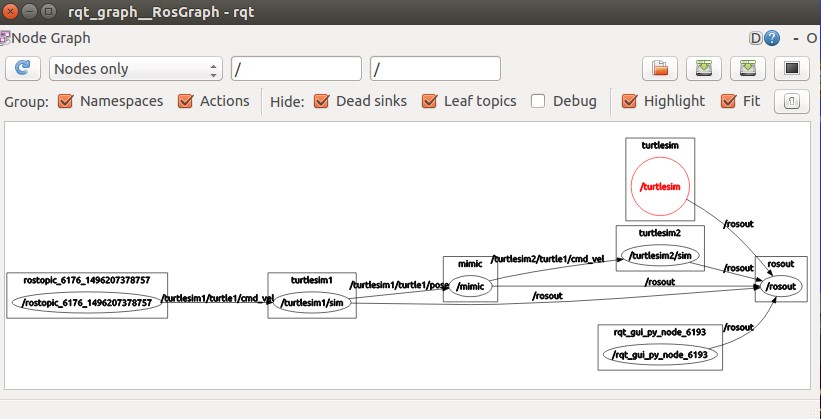 rqt_graph__RosGraph - rqt
Node Graph
D ? - O
Nodes only / /
Group: Namespaces Actions Hide: Dead sinks Leaf topics Debug Highlight Fit
turtlesim
/turtlesim
/rosout
turtlesim2
/turtlesim2/sim
/turtlesim2/turtle1/cmd_vel
/rosout
mimic
/mimic
/rosout
rosout
/rosout
rostopic_6176_1496207378757
/rostopic_6176_1496207378757
/turtlesim1/turtle1/cmd_vel
turtlesim1
/turtlesim1/sim
/turtlesim1/turtle1/pose
/rosout
rqt_gui_py_node_6193
/rqt_gui_py_node_6193
/rosout